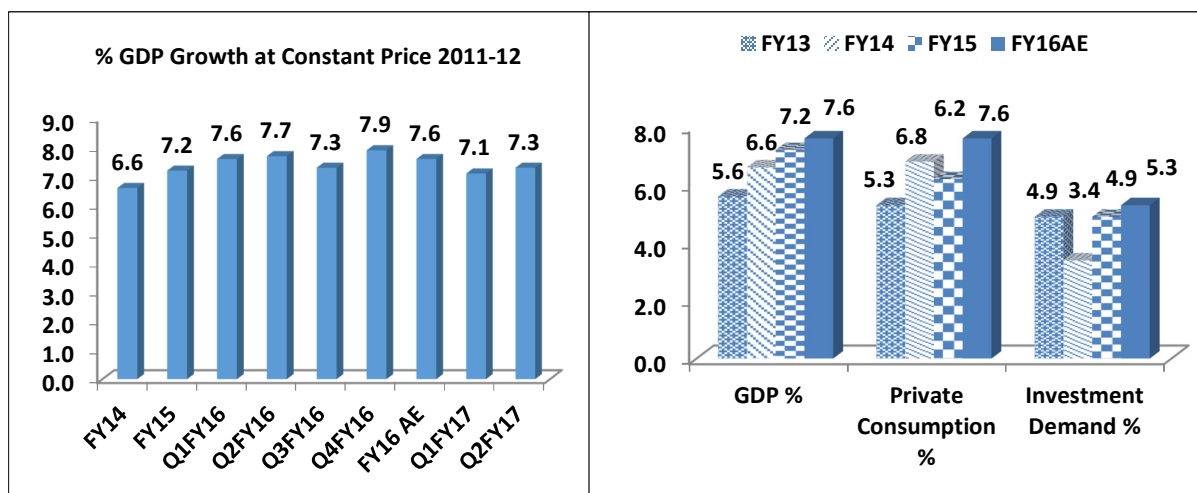 % GDP Growth at Constant Price 2011-12
9.0
8.0
7.0
6.0
5.0
4.0
3.0
2.0
1.0
0.0
6.6
7.2
7.6
7.7
7.3
7.9
7.6
7.1
7.3
FY14
FY15
Q1FY16
Q2FY16
Q3FY16
Q4FY16
FY16 AE
Q1FY17
Q2FY17
FY13 FY14 FY15 FY16AE
8.0
6.0
4.0
2.0
0.0
5.6
6.6
7.2
7.6
5.3
6.8
6.2
7.6
4.9
3.4
4.9
5.3
GDP %
Private
Consumption
%
Investment
Demand %